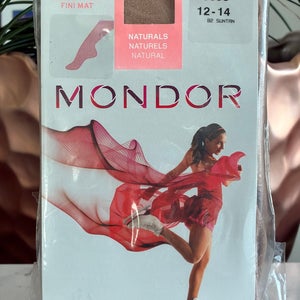 FINI MAT
12-14
82 SUNTAN
NATURALS
NATURELS
NATURAL
MONDOR